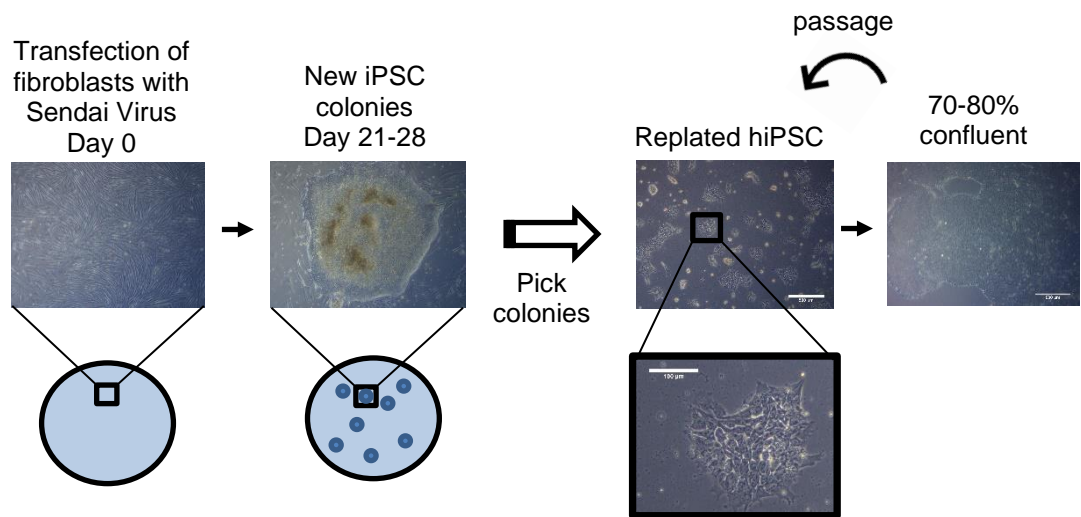 Transfection of
fibroblasts with
Sendai Virus
Day 0
New iPSC
colonies
Day 21-28
Pick
colonies
Replated hiPSC
passage
70-80%
confluent
100 µm